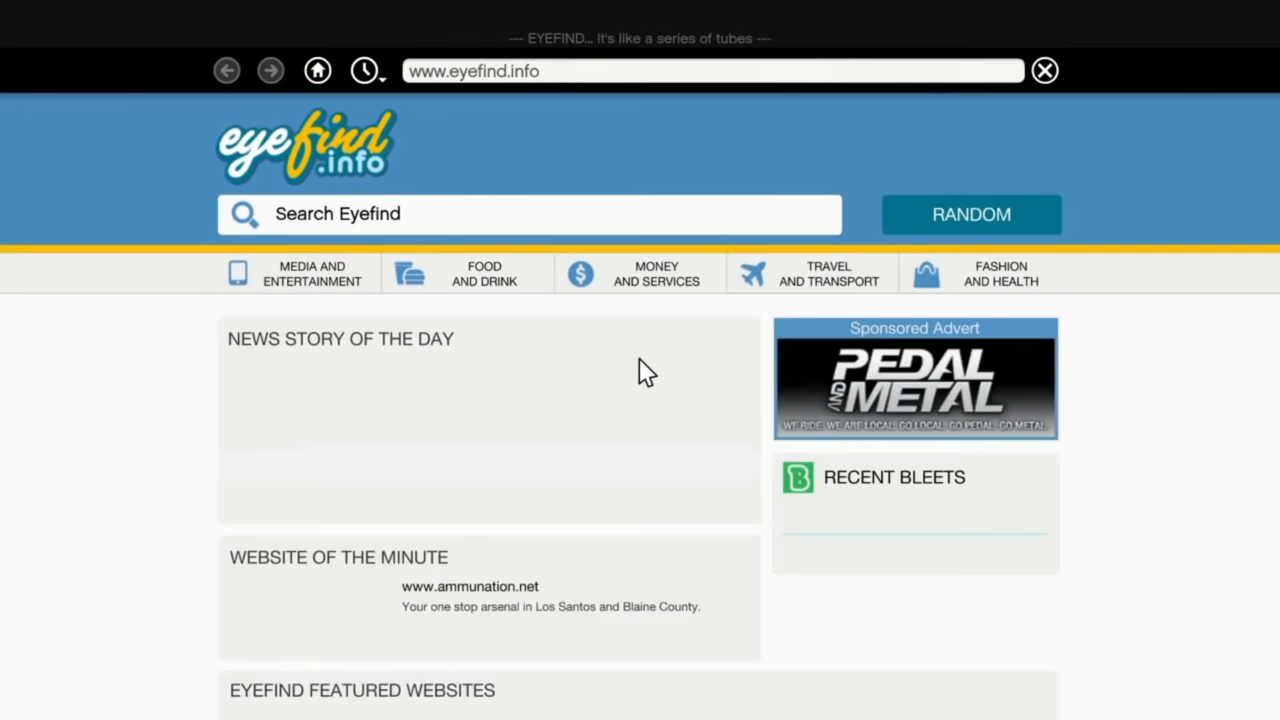 --- EYEFIND... It's like a series of tubes ---
www.eyefind.info
eyefind
.info
Search Eyefind
RANDOM
MEDIA AND
ENTERTAINMENT
FOOD
AND DRINK
MONEY
AND SERVICES
TRAVEL
AND TRANSPORT
FASHION
AND HEALTH
NEWS STORY OF THE DAY
Sponsored Advert
PEDAL
AND METAL
WE RIDE. WE ARE LOCAL. GO LOCAL. GO PEDAL. GO METAL.
B RECENT BLEETS
WEBSITE OF THE MINUTE
www.ammunation.net
Your one stop arsenal in Los Santos and Blaine County.
EYEFIND FEATURED WEBSITES